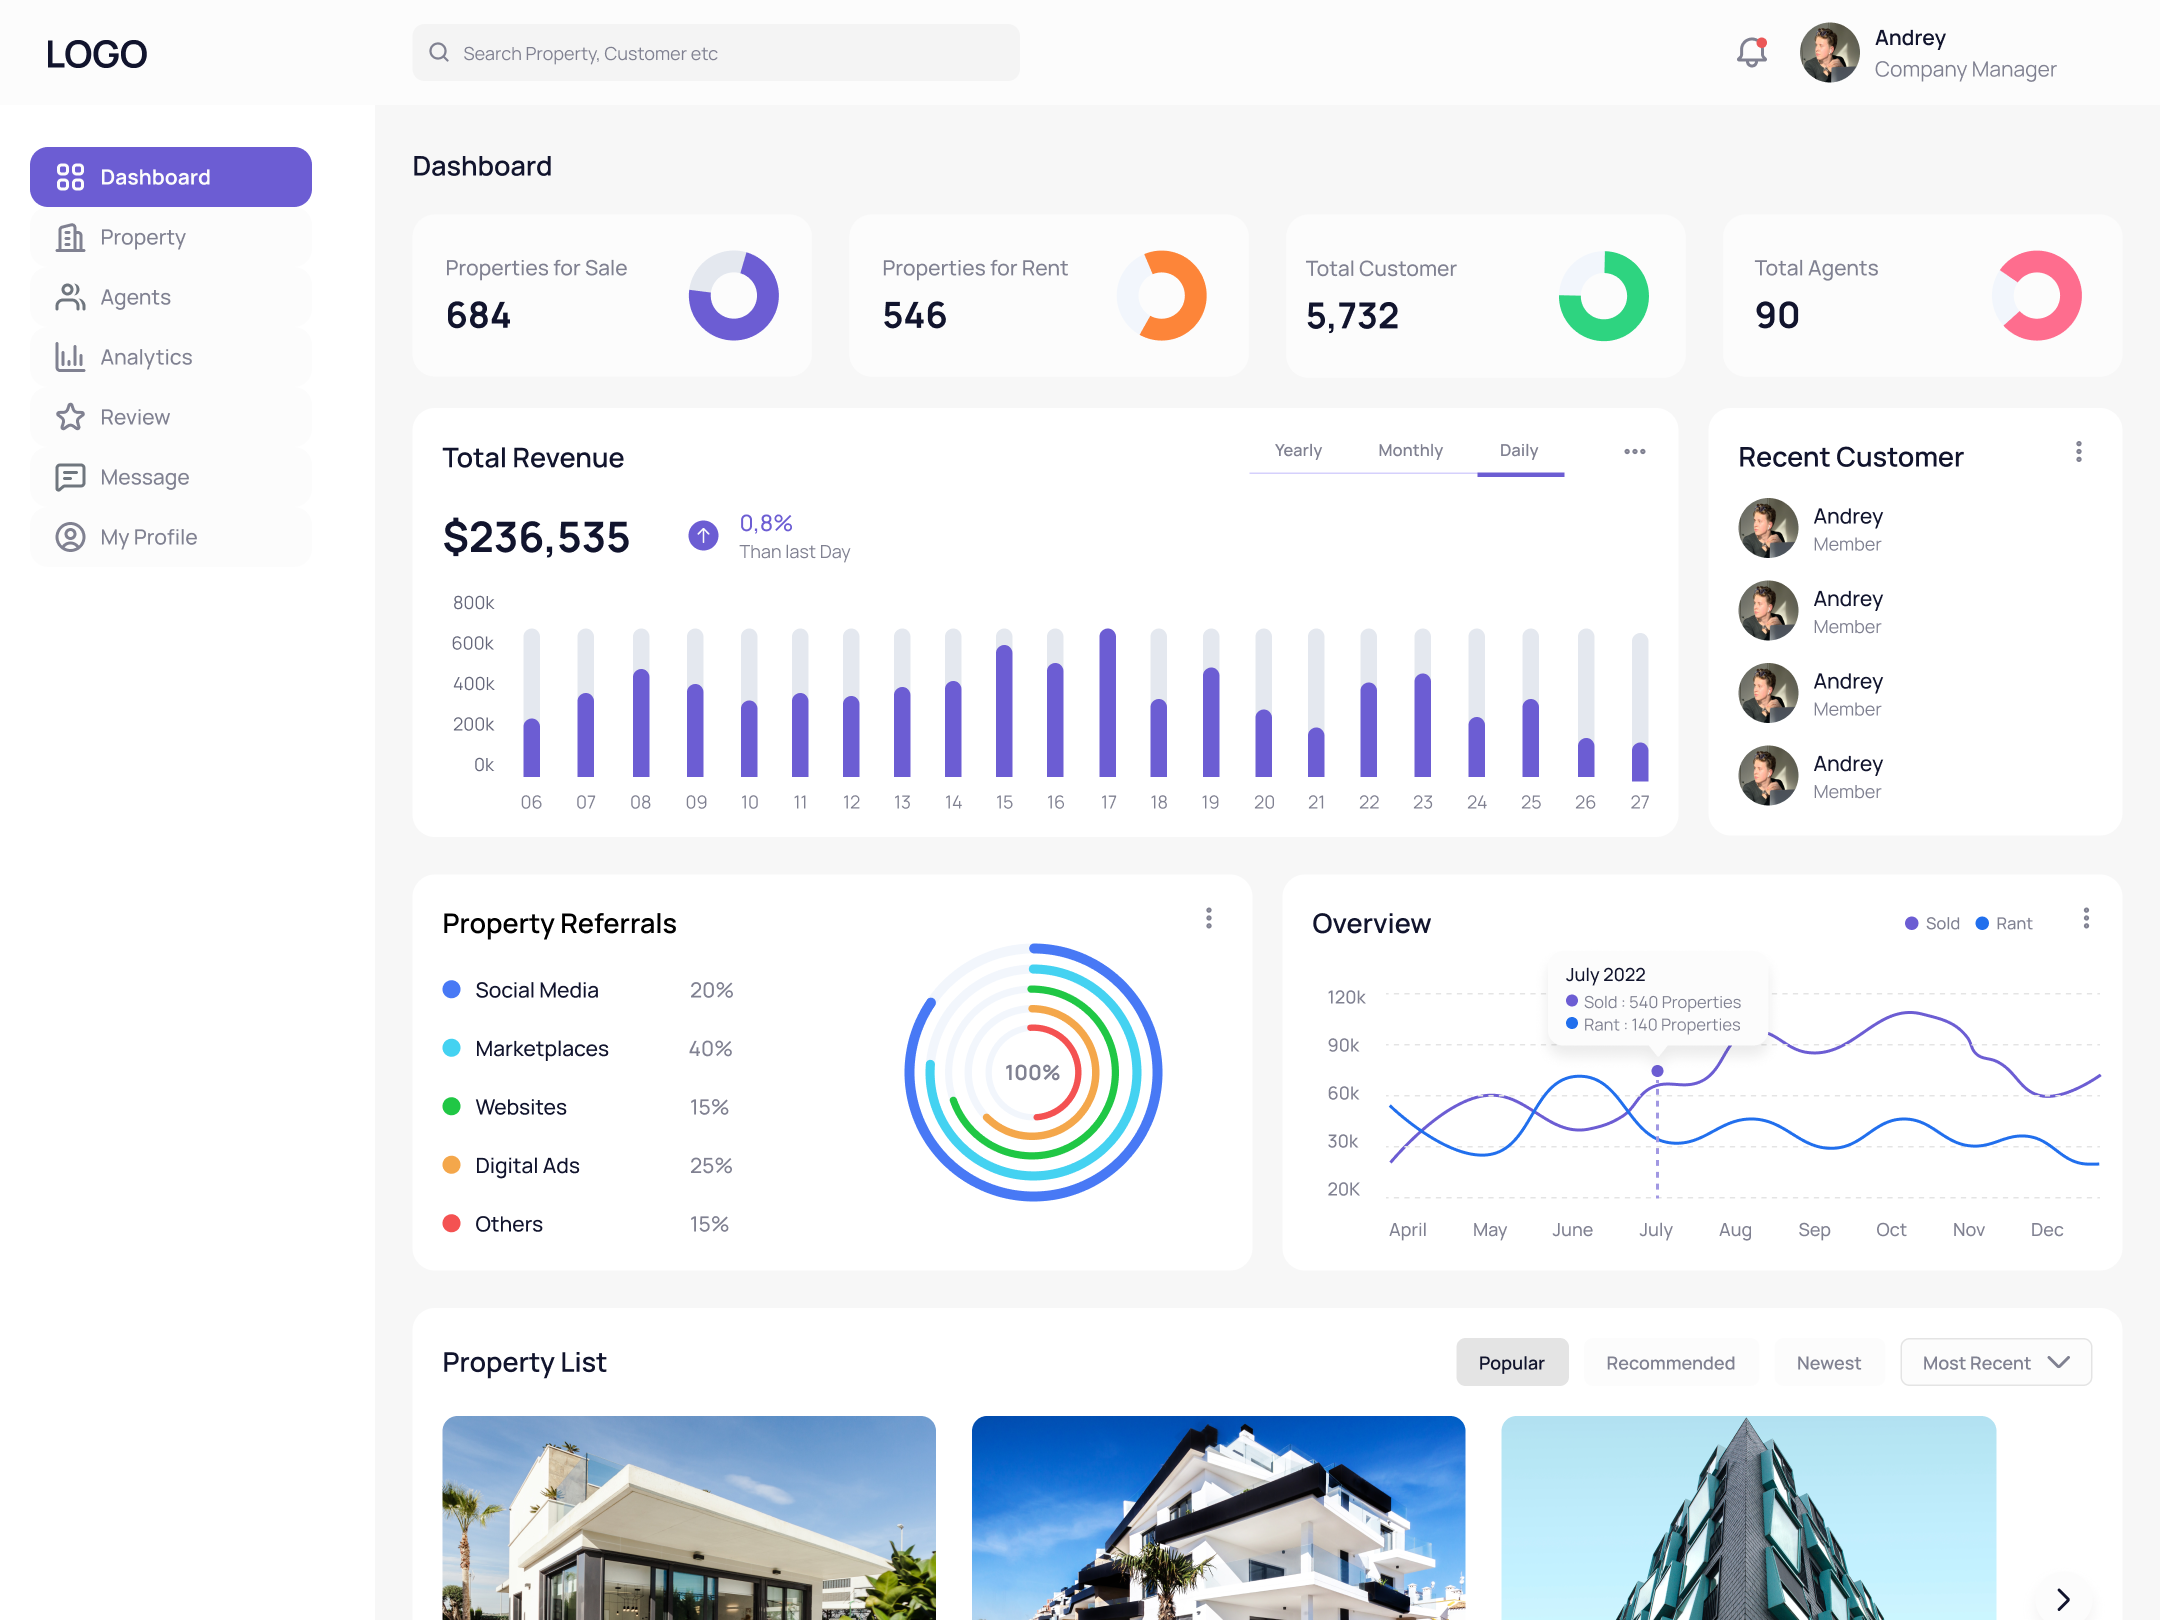 LOGO
Search Property, Customer etc
Andrey
Company Manager
Dashboard
Property
Agents
Analytics
Review
Message
My Profile
Dashboard
Properties for Sale
684
Properties for Rent
546
Total Customer
5,732
Total Agents
90
Total Revenue
Yearly Monthly Daily
$236,535
0,8%
Than last Day
800k
600k
400k
200k
0k
06 07 08 09 10 11 12 13 14 15 16 17 18 19 20 21 22 23 24 25 26 27
Recent Customer
Andrey
Member
Andrey
Member
Andrey
Member
Andrey
Member
Property Referrals
Social Media 20%
Marketplaces 40%
Websites 15%
Digital Ads 25%
Others 15%
100%
Overview
Sold Rant
July 2022
Sold : 540 Properties
Rant : 140 Properties
120k
90k
60k
30k
20K
April May June July Aug Sep Oct Nov Dec
Property List
Popular Recommended Newest Most Recent